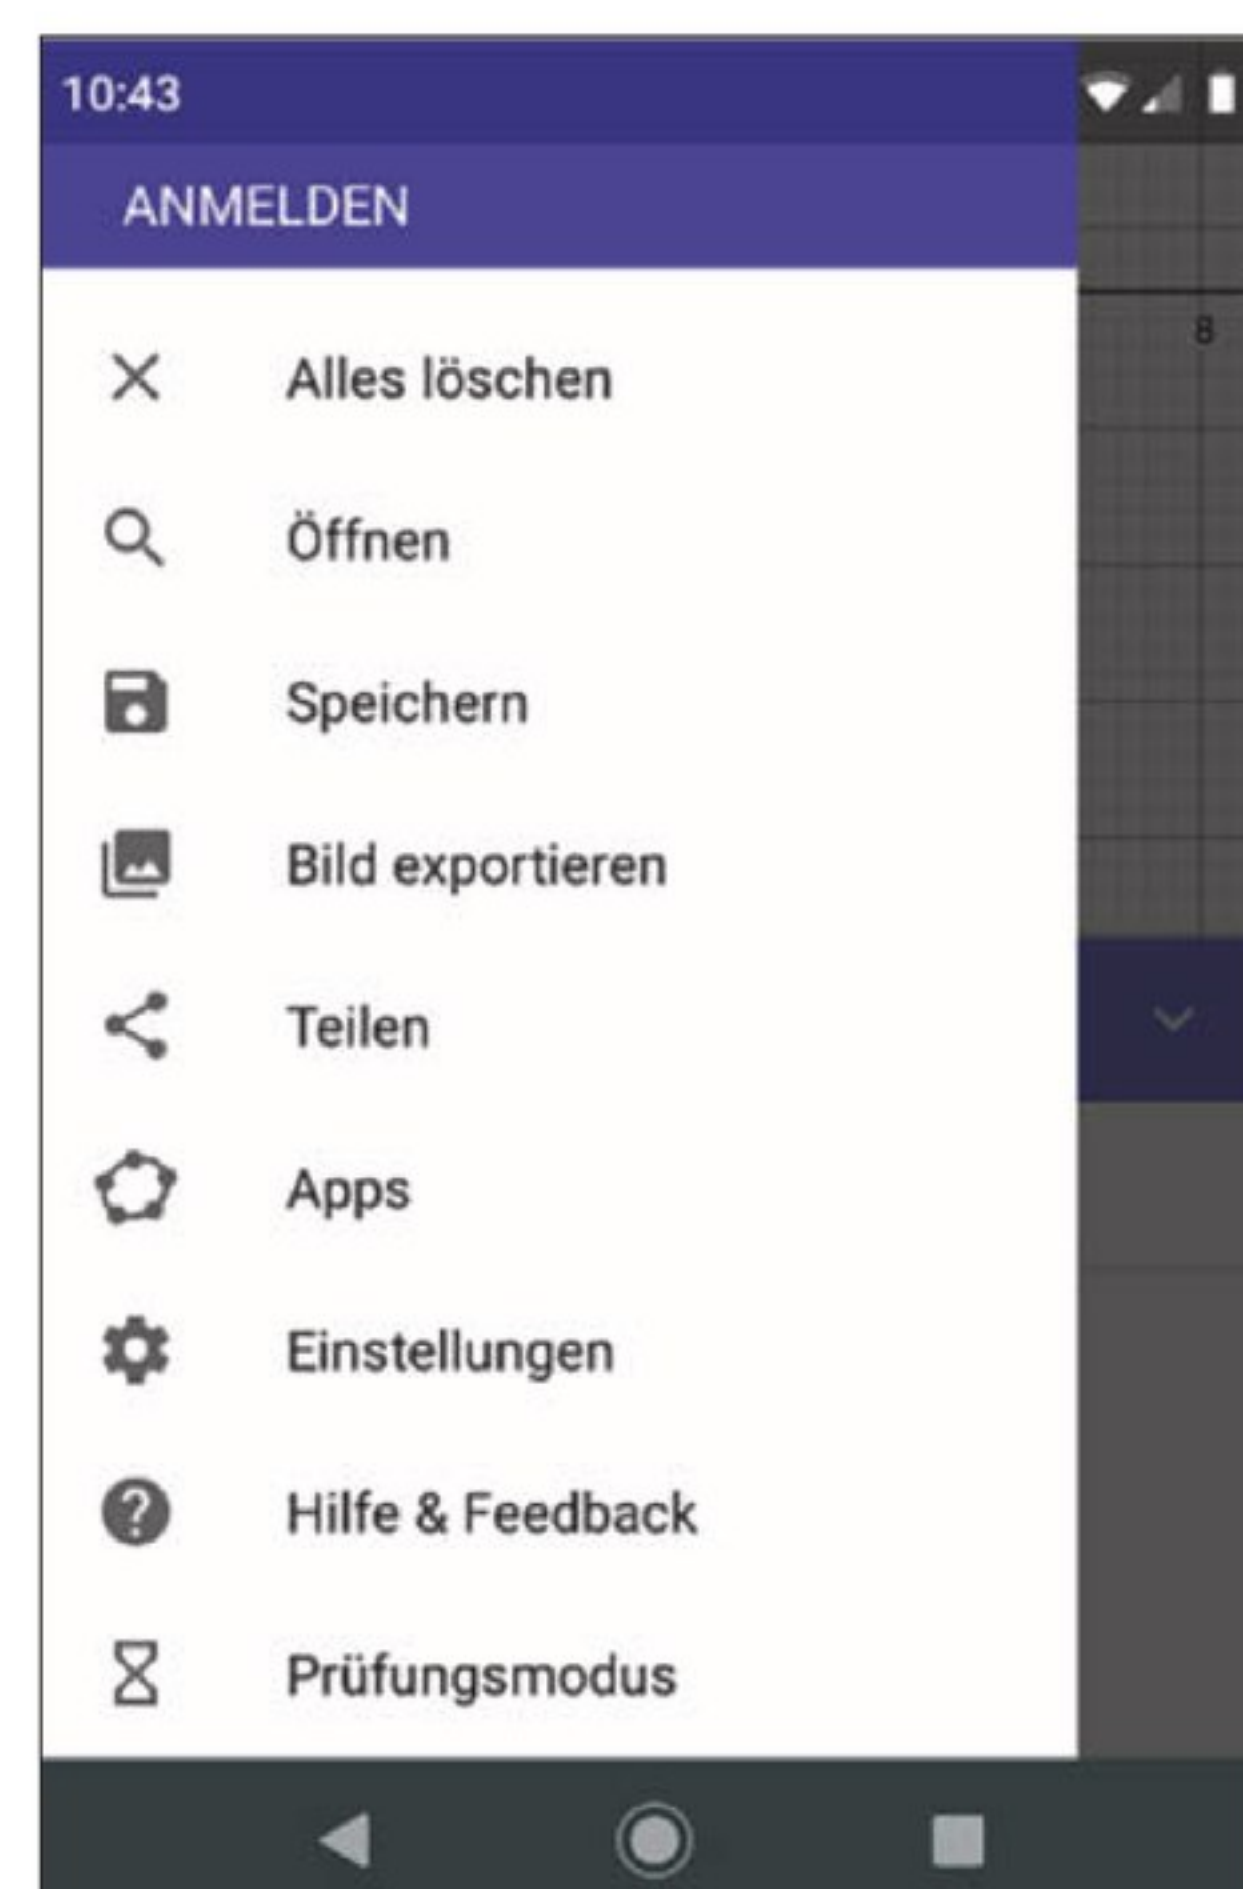 10:43
ANMELDEN
8
Alles löschen
Öffnen
Speichern
Bild exportieren
Teilen
Apps
Einstellungen
Hilfe & Feedback
Prüfungsmodus